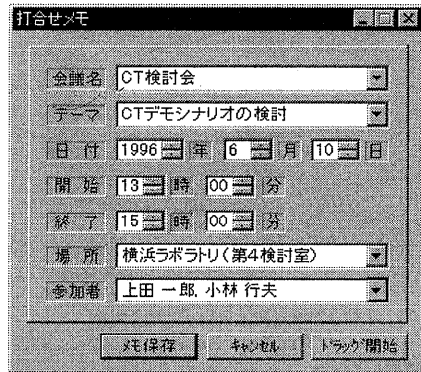 打合せメモ
会議名 CT検討会
テーマ CTデモシナリオの検討
日付 1996 年 6 月 10 日
開始 13 時 00 分
終了 15 時 00 分
場所 横浜ラボラトリ(第4検討室)
参加者 上田 一郎, 小林 行夫
メモ保存 キャンセル ドラッグ開始